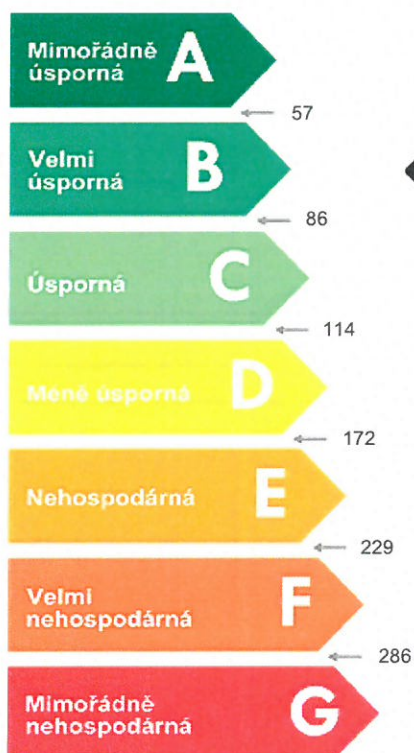 Mimořádně
úsporná
A
57
Velmi
úsporná
B
86
Úsporná
C
114
Méně úsporná
D
172
Nehospodárná
E
229
Velmi
nehospodárná
F
286
Mimořádně
nehospodárná
G